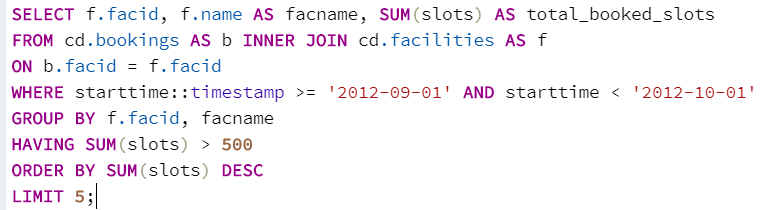 SELECT f.facid, f.name AS facname, SUM(slots) AS total_booked_slots
FROM cd.bookings AS b INNER JOIN cd.facilities AS f
ON b.facid = f.facid
WHERE starttime::timestamp >= '2012-09-01' AND starttime < '2012-10-01'
GROUP BY f.facid, facname
HAVING SUM(slots) > 500
ORDER BY SUM(slots) DESC
LIMIT 5;